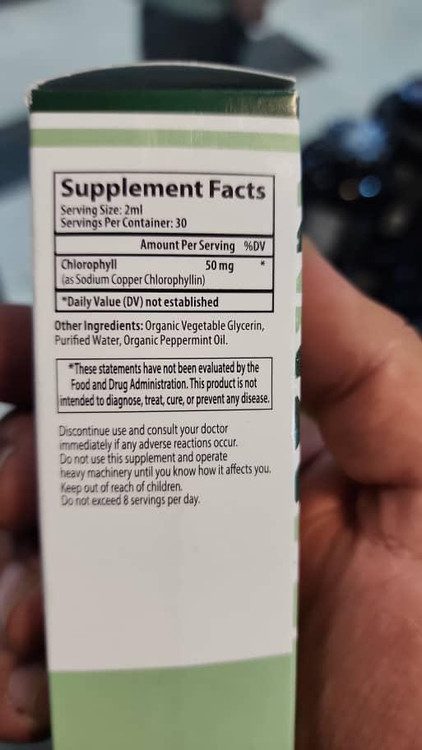 Supplement Facts
Serving Size: 2ml
Servings Per Container: 30
Amount Per Serving %DV
Chlorophyll 50 mg *
(as Sodium Copper Chlorophyllin)
*Daily Value (DV) not established
Other Ingredients: Organic Vegetable Glycerin,
Purified Water, Organic Peppermint Oil.
*These statements have not been evaluated by the
Food and Drug Administration. This product is not
intended to diagnose, treat, cure, or prevent any disease.
Discontinue use and consult your doctor
immediately if any adverse reactions occur.
Do not use this supplement and operate
heavy machinery until you know how it affects you.
Keep out of reach of children.
Do not exceed 8 servings per day.